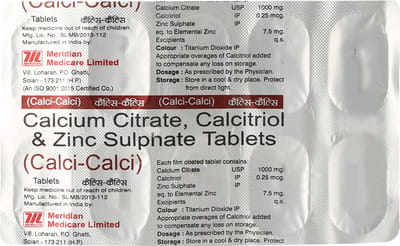 (Calci-Calci)
Tablets कैल्सि-कैल्सि
Keep medicine out of reach of children.
Mfg. Lic. No. SL-MB/2013-112
Manufactured in India by:
Meridian
Medicare Limited
Vill. Loharan, P.O. Ghatti,
Solan - 173 211 (H.P.)
(An ISO 9001:2015 Certified Co.)
Calcium Citrate USP 1000 mg.
Calcitriol IP 0.25 mcg.
Zinc Sulphate IP
eq. to Elemental Zinc 7.5 mg.
Excipients q.s.
Colour : Titanium Dioxide IP
Appropriate overages of Calcitriol added
to compensate any loss on storage.
Dosage : As prescribed by the Physician.
Storage : Store in a cool & dry place. Protect
from direct light.
(Calci-Calci) कैल्सि-कैल्सि (Calci-Calci) कैल्सि-कैल्सि
Calcium Citrate, Calcitriol
& Zinc Sulphate Tablets
(Calci-Calci)
Tablets कैल्सि-कैल्सि
Keep medicine out of reach of children.
Mfg. Lic. No. SL-MB/2013-112
Manufactured in India by:
Meridian
Medicare Limited
Vill. Loharan, P.O. Ghatti,
Solan - 173 211 (H.P.)
Each film coated tablet contains:
Calcium Citrate USP 1000 mg.
Calcitriol IP 0.25 mcg.
Zinc Sulphate IP
eq. to Elemental Zinc 7.5 mg.
Excipients q.s.
Colour : Titanium Dioxide IP
Appropriate overages of Calcitriol added
to compensate any loss on storage.
Dosage : As prescribed by the Physician.
Storage : Store in a cool & dry place. Protect